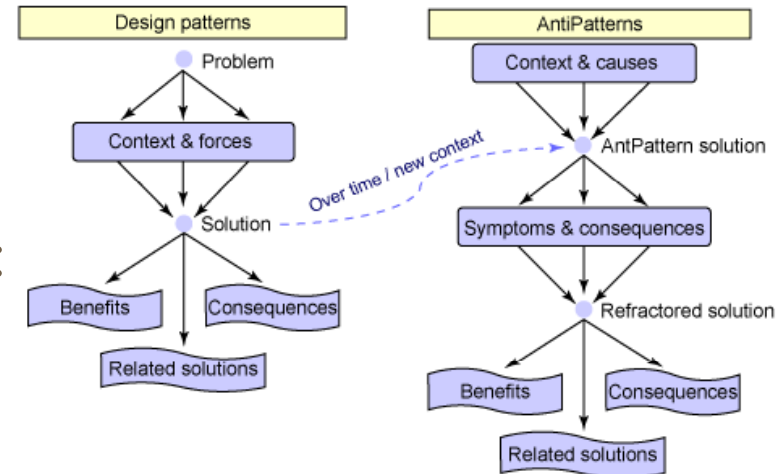 Design patterns
Problem
Context & forces
Solution
Benefits
Consequences
Related solutions
Over time / new context
AntiPatterns
Context & causes
AntPattern solution
Symptoms & consequences
Refractored solution
Benefits
Consequences
Related solutions